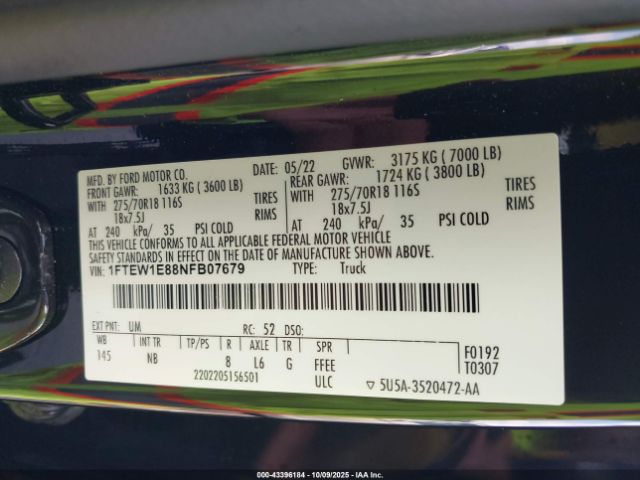 MFD. BY FORD MOTOR CO.
DATE: 05/22 GVWR: 3175 KG ( 7000 LB)
FRONT GAWR: 1633 KG ( 3600 LB) REAR GAWR: 1724 KG ( 3800 LB)
WITH 275/70R18 116S TIRES WITH 275/70R18 116S TIRES
18x7.5J RIMS 18x7.5J RIMS
AT 240 kPa/ 35 PSI COLD AT 240 kPa/ 35 PSI COLD
THIS VEHICLE CONFORMS TO ALL APPLICABLE FEDERAL MOTOR VEHICLE
SAFETY STANDARDS IN EFFECT ON THE DATE OF MANUFACTURE SHOWN ABOVE.
VIN: 1FTEW1E88NFB07679 TYPE: Truck
EXT PNT: UM RC: 52 DSO:
WB INT TR TP/PS R AXLE TR SPR F0192
145 NB 8 L6 G FFEE T0307
2202205156501 ULC 5U5A-3520472-AA
000-43396184 | 10/09/2025 | IAA, Inc.